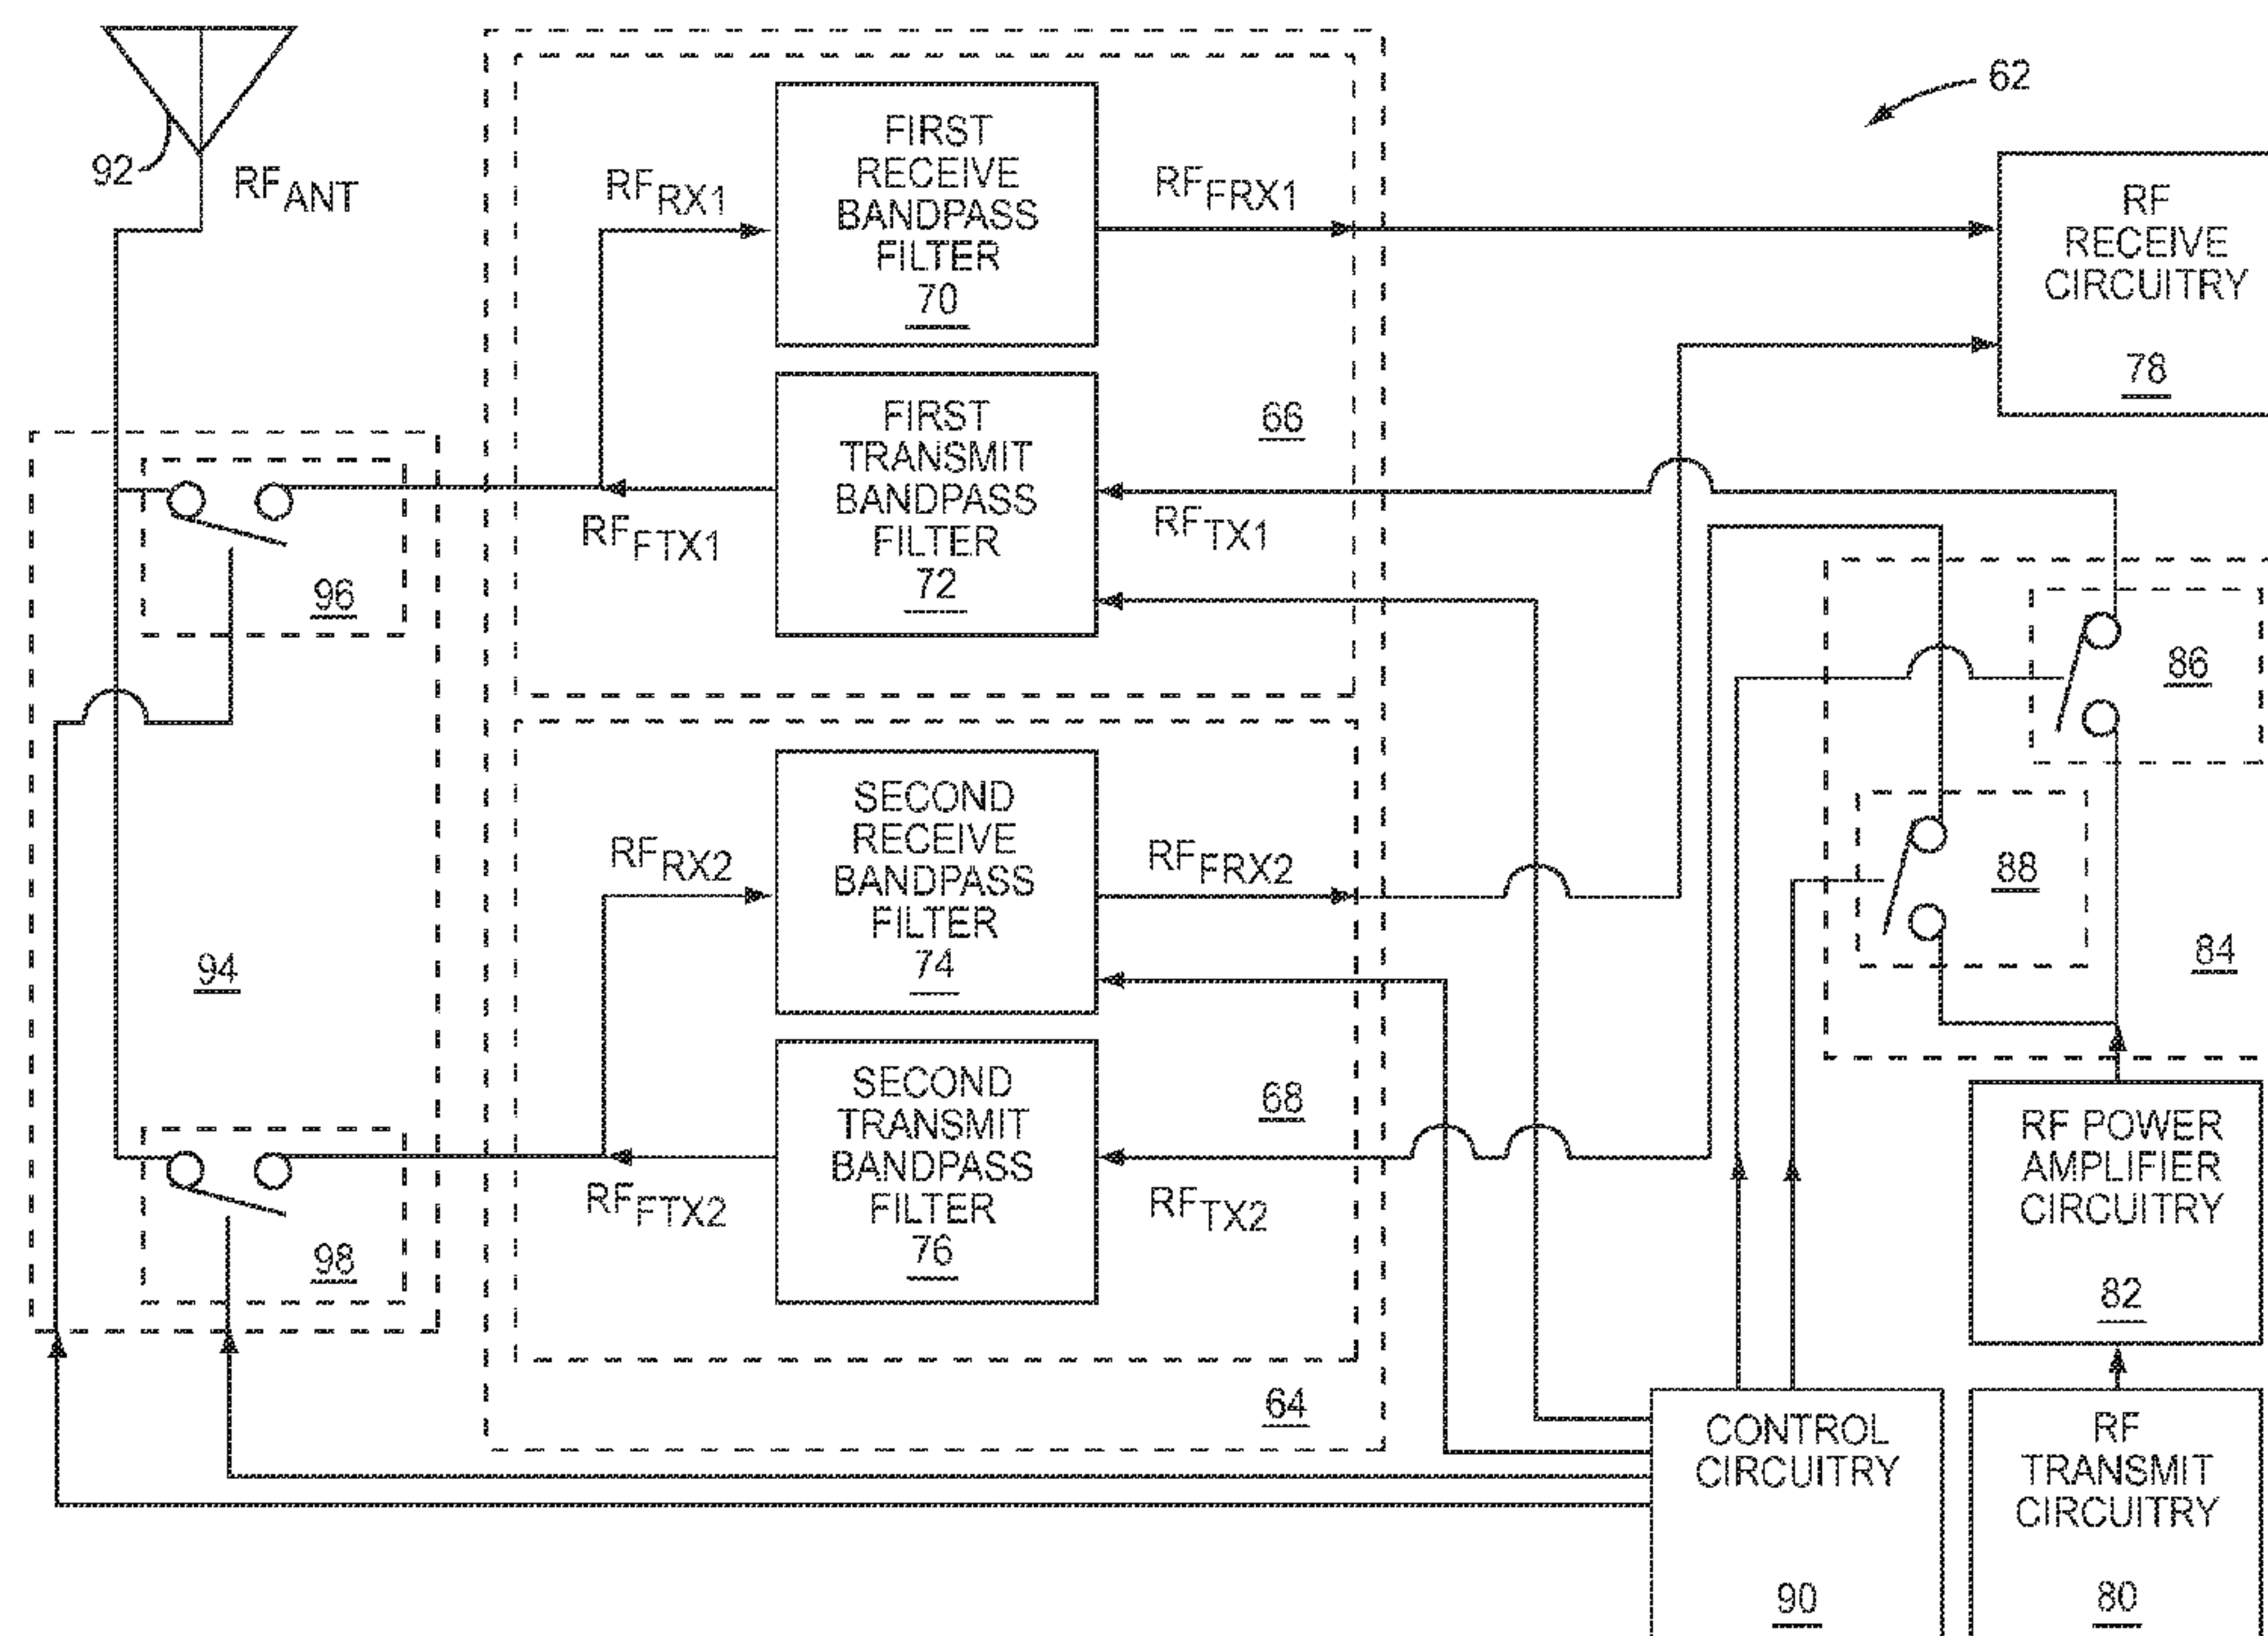 62
92
RFANT
RFRX1
FIRST
RECEIVE
BANDPASS
FILTER
70
RFFRX1
RF
RECEIVE
CIRCUITRY
78
66
FIRST
TRANSMIT
BANDPASS
FILTER
72
RFFTX1
RFTX1
96
86
94
RFRX2
SECOND
RECEIVE
BANDPASS
FILTER
74
RFFRX2
88
84
68
SECOND
TRANSMIT
BANDPASS
FILTER
76
RFFTX2
RFTX2
98
64
RF POWER
AMPLIFIER
CIRCUITRY
82
CONTROL
CIRCUITRY
90
RF
TRANSMIT
CIRCUITRY
80